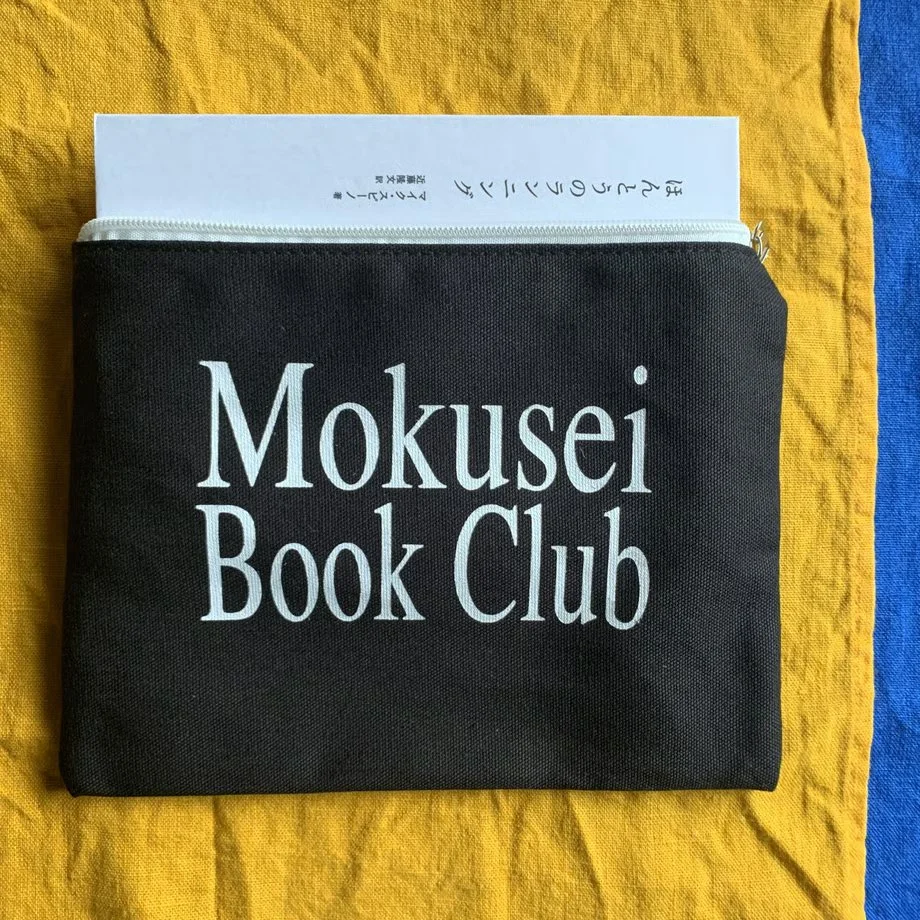 ほんとうのランニング
マイク・スピーノ 著
近藤隆文 訳
Mokusei
Book Club